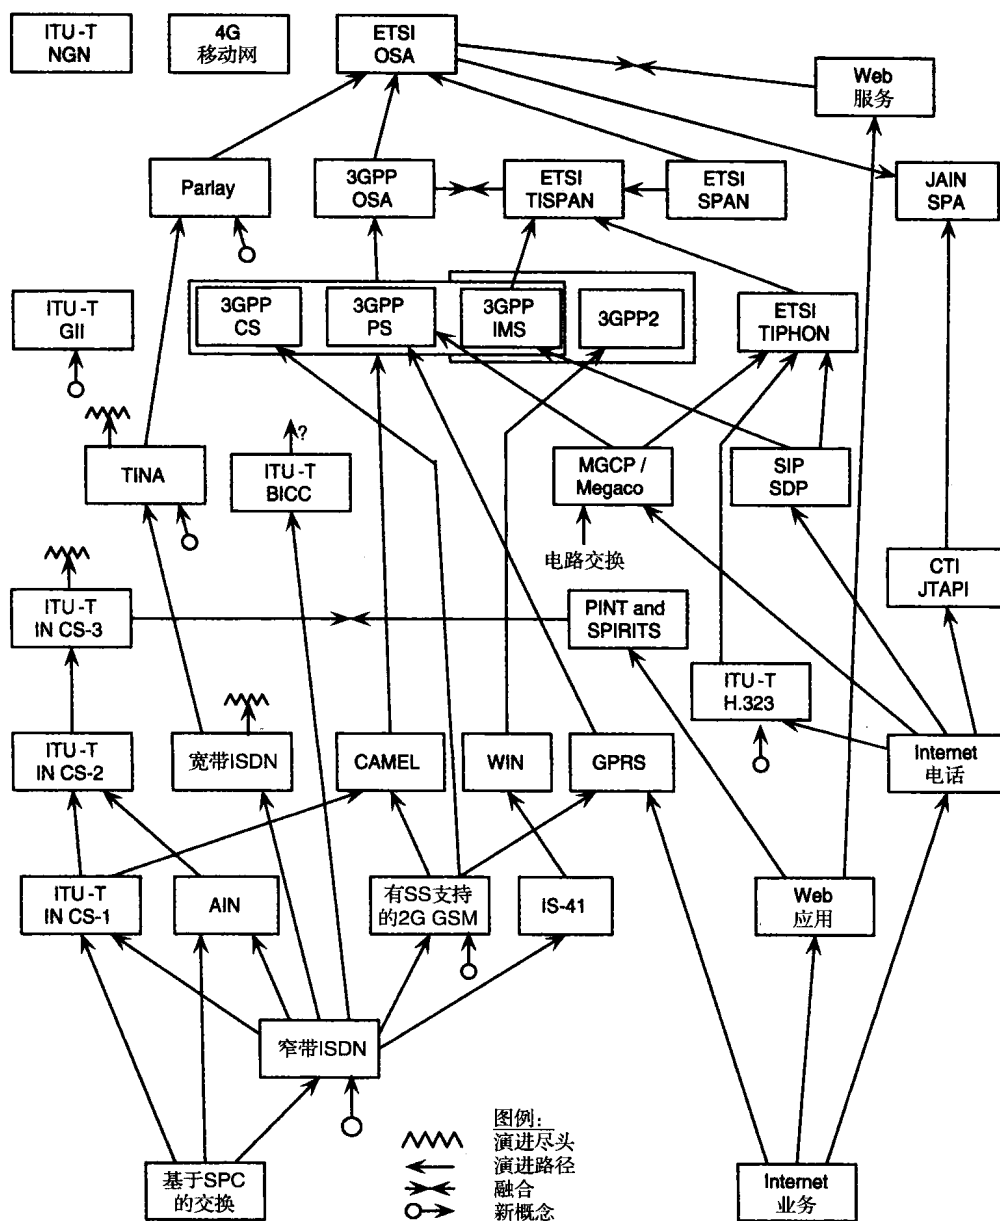 ITU-T
NGN
4G
移动网
ETSI
OSA
Web
服务
Parlay
3GPP
OSA
ETSI
TISPAN
ETSI
SPAN
JAIN
SPA
ITU-T
GII
3GPP
CS
3GPP
PS
3GPP
IMS
3GPP2
ETSI
TIPHON
TINA
?
ITU-T
BICC
MGCP /
Megaco
SIP
SDP
电路交换
CTI
JTAPI
ITU-T
IN CS-3
PINT and
SPIRITS
ITU-T
H.323
ITU-T
IN CS-2
宽带ISDN
CAMEL
WIN
GPRS
Internet
电话
ITU-T
IN CS-1
AIN
有SS支持
的2G GSM
IS-41
Web
应用
窄带ISDN
基于SPC
的交换
图例:
演进尽头
演进路径
融合
新概念
Internet
业务